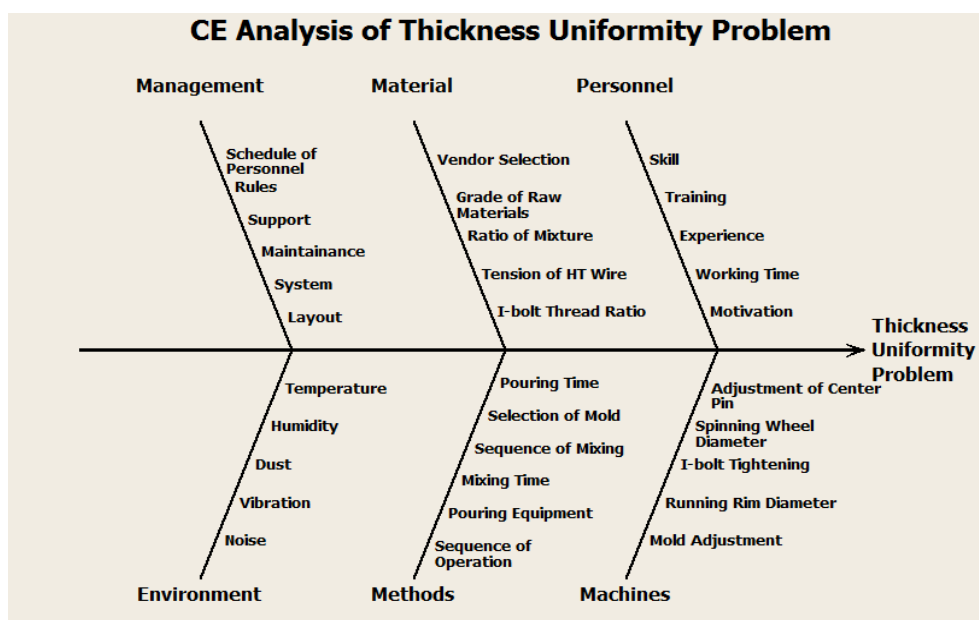 CE Analysis of Thickness Uniformity Problem
Management
Material
Personnel
Schedule of
Personnel
Rules
Support
Maintainance
System
Layout
Vendor Selection
Grade of Raw
Materials
Ratio of Mixture
Tension of HT Wire
I-bolt Thread Ratio
Skill
Training
Experience
Working Time
Motivation
Thickness
Uniformity
Problem
Temperature
Humidity
Dust
Vibration
Noise
Pouring Time
Selection of Mold
Sequence of Mixing
Mixing Time
Pouring Equipment
Sequence of
Operation
Adjustment of Center
Pin
Spinning Wheel
Diameter
I-bolt Tightening
Running Rim Diameter
Mold Adjustment
Environment
Methods
Machines